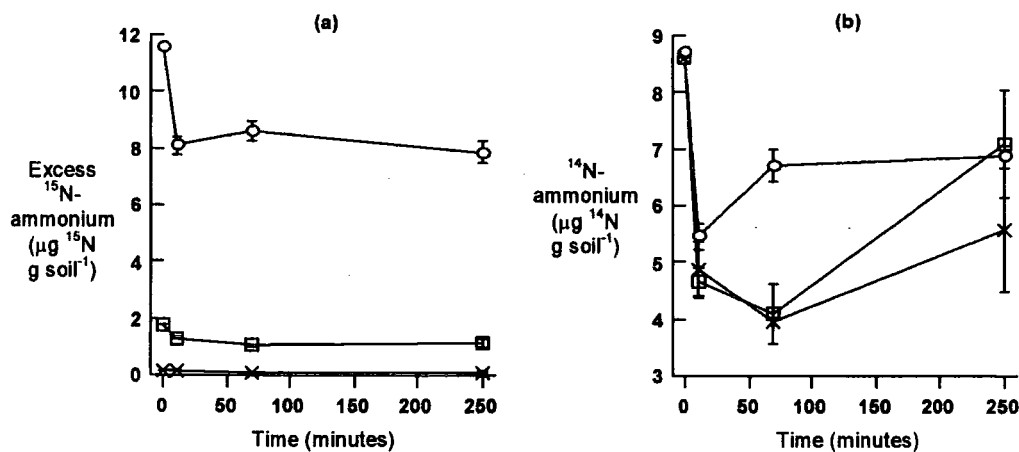 (a)
12
10
8
6
4
2
0
Excess
¹⁵N-
ammonium
(μg ¹⁵N
g soil⁻¹)
0 50 100 150 200 250
Time (minutes)
(b)
9
8
7
6
5
4
3
¹⁴N-
ammonium
(μg ¹⁴N
g soil⁻¹)
0 50 100 150 200 250
Time (minutes)